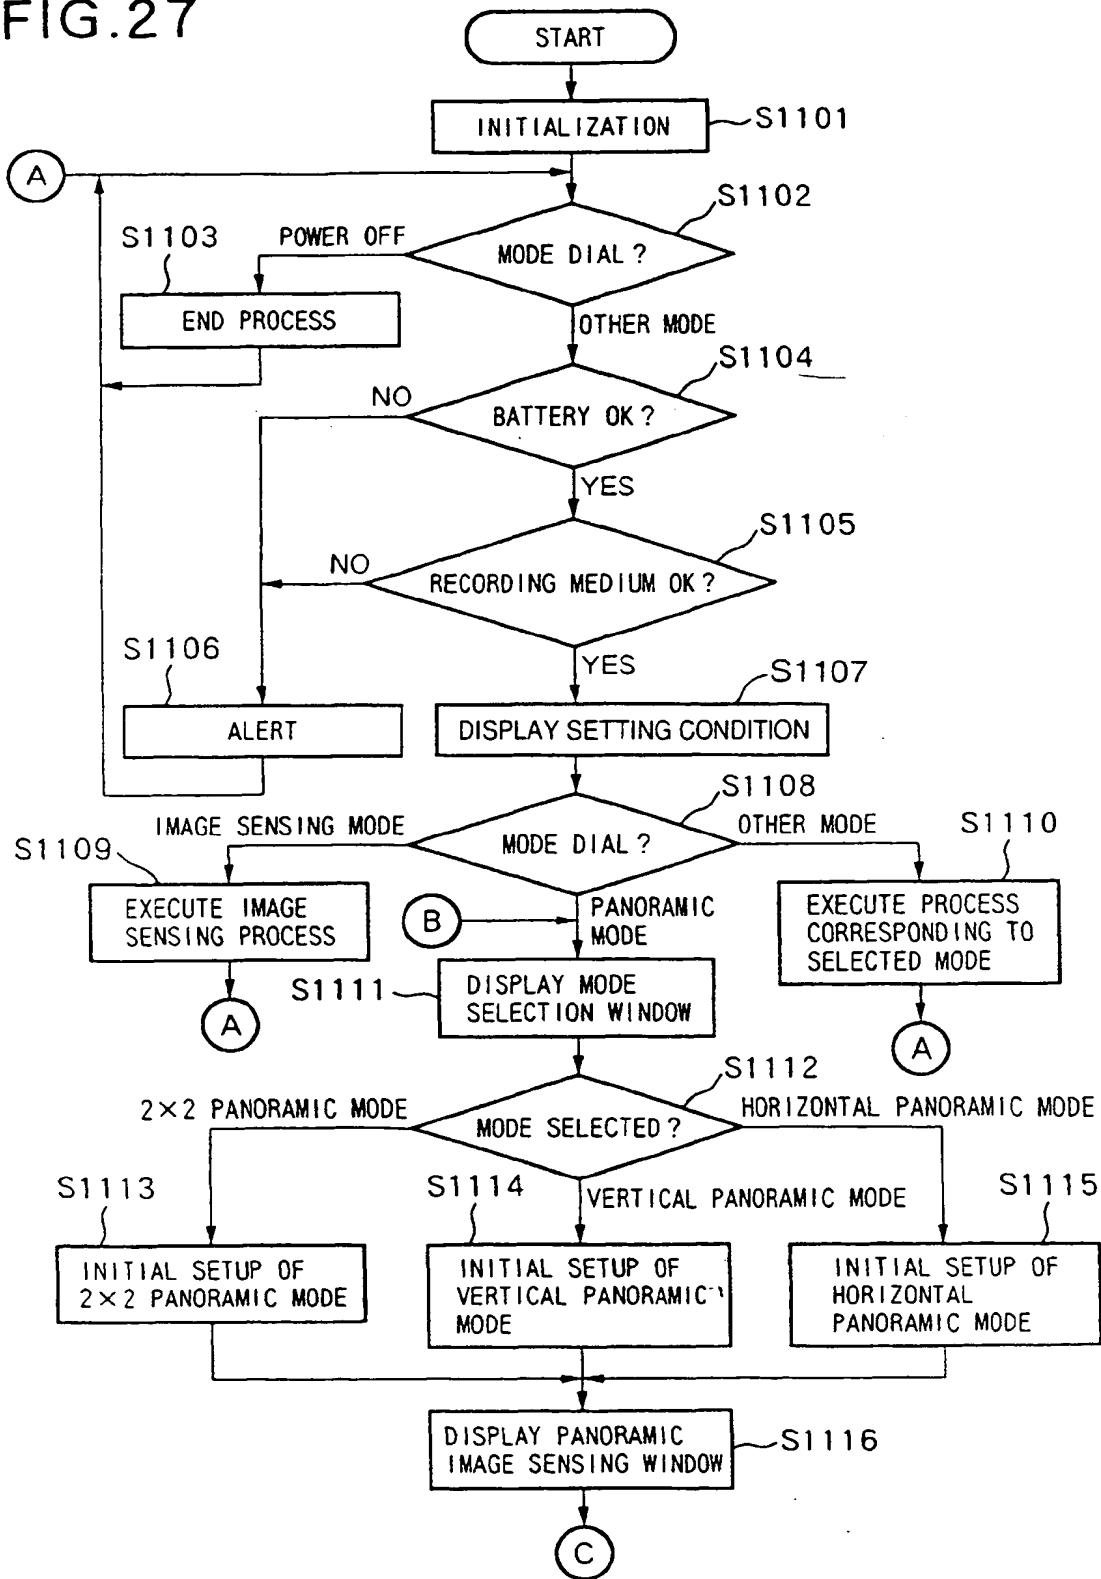 FIG.27
START
INITIALIZATION
S1101
A
S1102
S1103
POWER OFF
MODE DIAL?
END PROCESS
OTHER MODE
S1104
NO
BATTERY OK?
YES
S1105
NO
RECORDING MEDIUM OK?
S1106
YES
S1107
ALERT
DISPLAY SETTING CONDITION
S1108
IMAGE SENSING MODE
OTHER MODE
S1110
S1109
MODE DIAL?
EXECUTE IMAGE
SENSING PROCESS
B
PANORAMIC
MODE
EXECUTE PROCESS
CORRESPONDING TO
SELECTED MODE
S1111
DISPLAY MODE
SELECTION WINDOW
A
A
S1112
2×2 PANORAMIC MODE
HORIZONTAL PANORAMIC MODE
MODE SELECTED?
S1113
S1114
VERTICAL PANORAMIC MODE
S1115
INITIAL SETUP OF
2×2 PANORAMIC MODE
INITIAL SETUP OF
VERTICAL PANORAMIC
MODE
INITIAL SETUP OF
HORIZONTAL
PANORAMIC MODE
DISPLAY PANORAMIC
IMAGE SENSING WINDOW
S1116
C